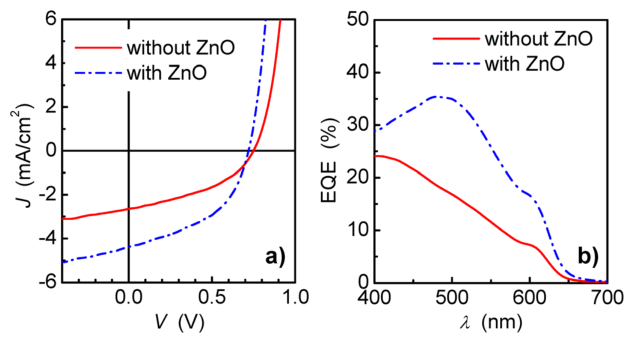 6
4
2
0
-2
-4
-6
J (mA/cm²)
without ZnO
with ZnO
a)
0.0
0.5
1.0
V (V)
50
40
30
20
10
0
EQE (%)
without ZnO
with ZnO
b)
400
500
600
700
λ (nm)